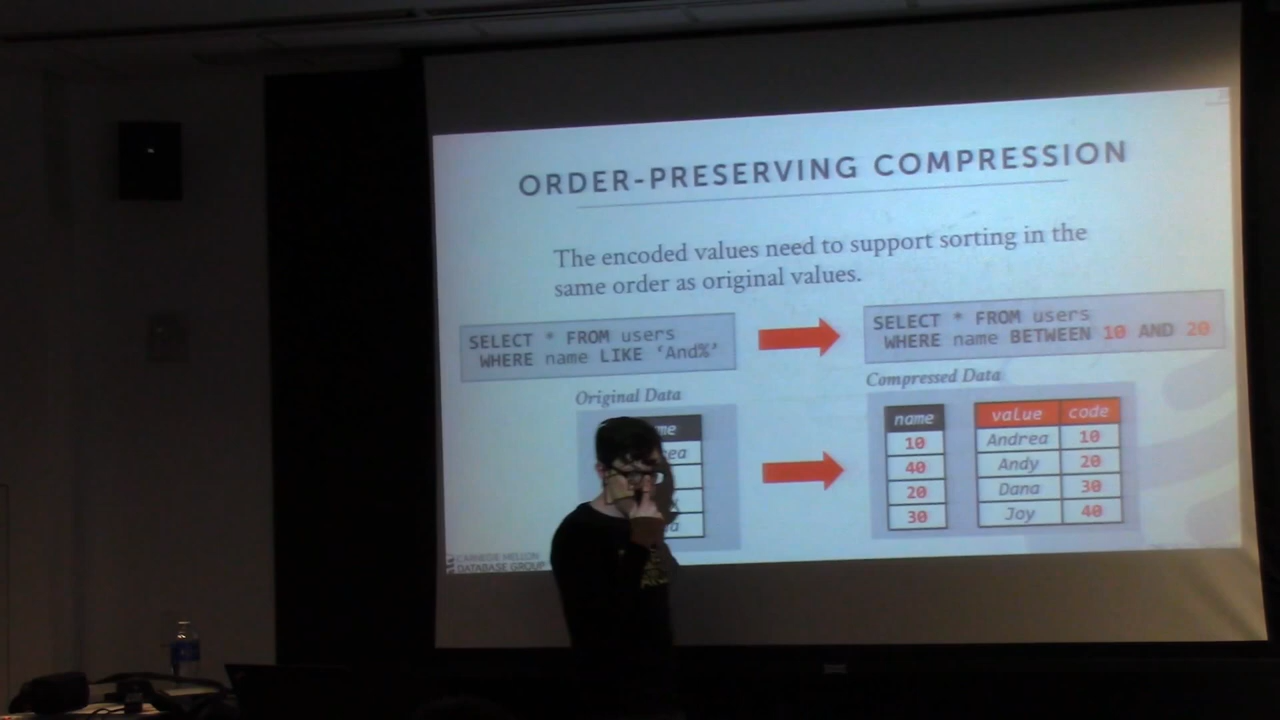 ORDER-PRESERVING COMPRESSION
The encoded values need to support sorting in the
same order as original values.
SELECT * FROM users
WHERE name LIKE ‘And%’
SELECT * FROM users
WHERE name BETWEEN 10 AND 20
Original Data
me
ea
a
Compressed Data
name
10
40
20
30
value code
Andrea 10
Andy 20
Dana 30
Joy 40
CARNEGIE MELLON
DATABASE GROUP